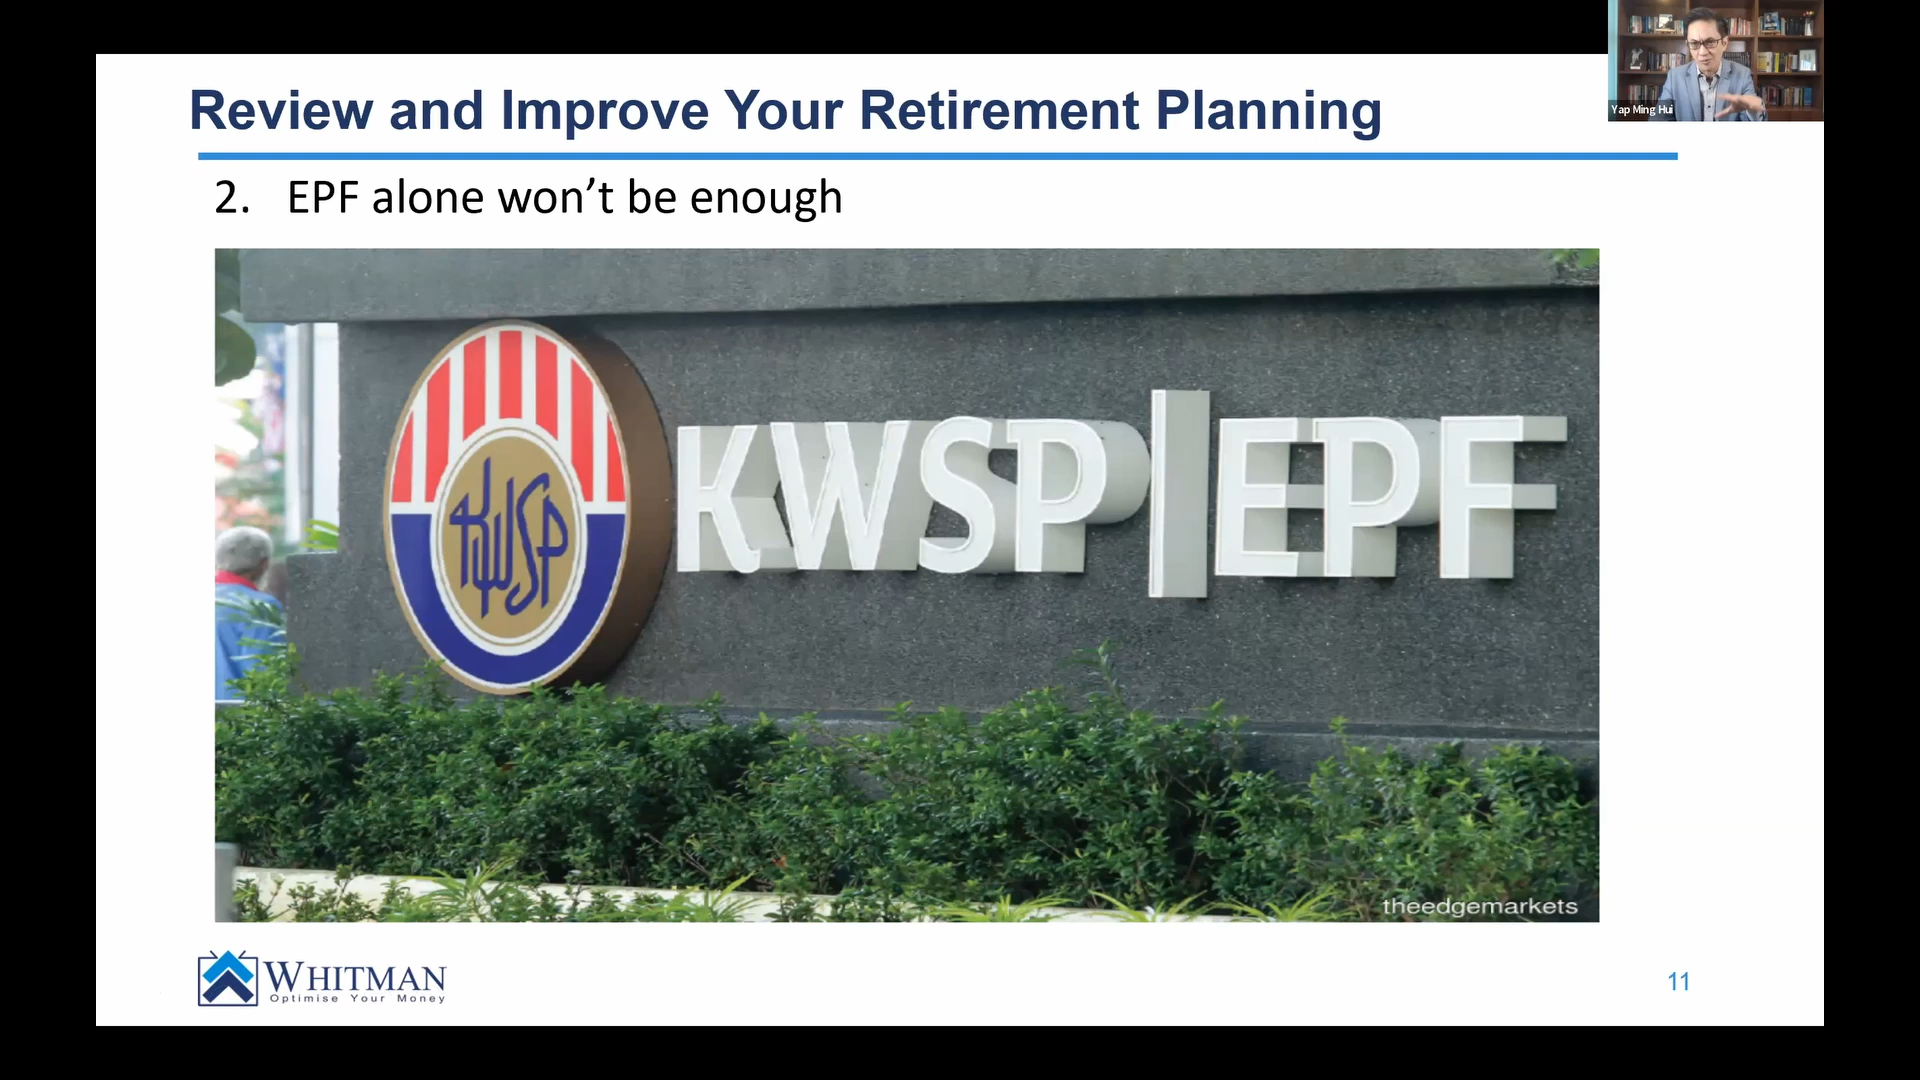 Yap Ming Hui
Review and Improve Your Retirement Planning
2. EPF alone won’t be enough
KWSP
KWSP|EPF
theedgemarkets
WHITMAN
Optimise Your Money
11